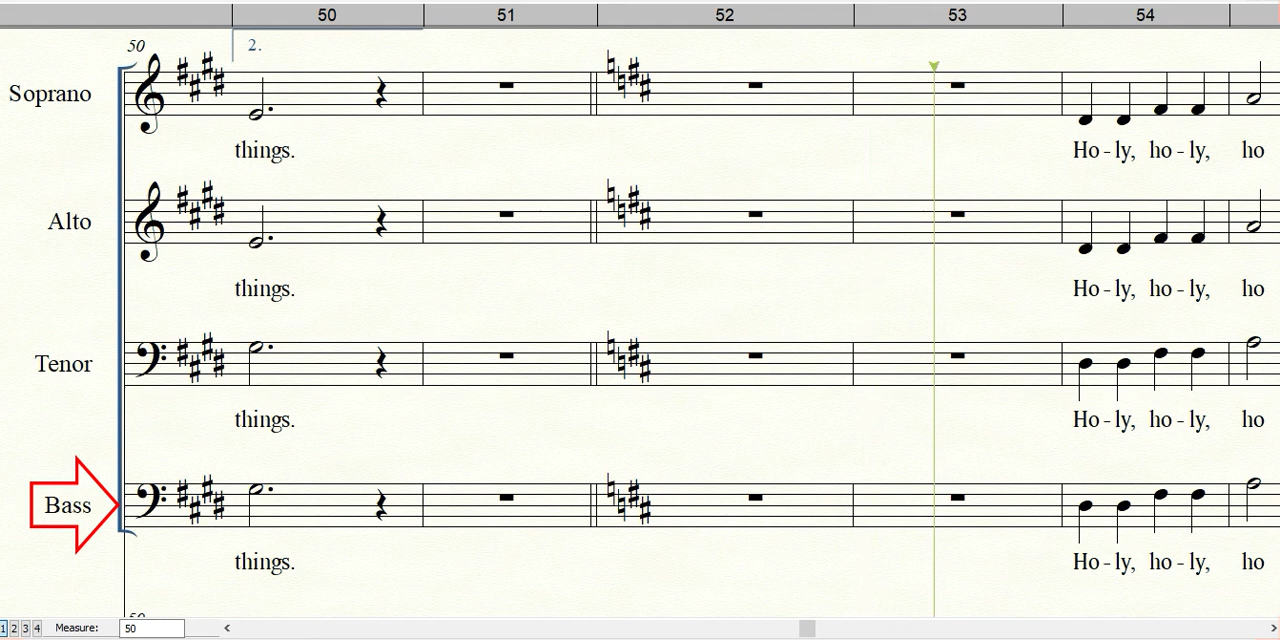 50 51 52 53 54
50 2.
Soprano
things. Ho - ly, ho - ly, ho
Alto
things. Ho - ly, ho - ly, ho
Tenor
things. Ho - ly, ho - ly, ho
Bass
things. Ho - ly, ho - ly, ho
1 2 3 4 Measure: 50